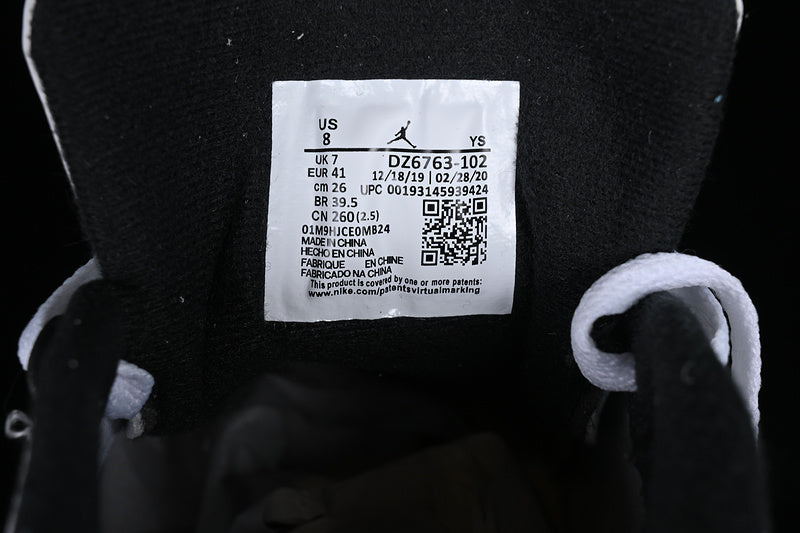 US
8 YS
UK 7 DZ6763-102
EUR 41 12/18/19 | 02/28/20
cm 26 UPC 00193145939424
BR 39.5
CN 260(2.5)
01M9HJCE0MB24
MADE IN CHINA
HECHO EN CHINA
FABRIQUE EN CHINE
FABRICADO NA CHINA
This product is covered by one or more patents:
www.nike.com/patentsvirtualmarking